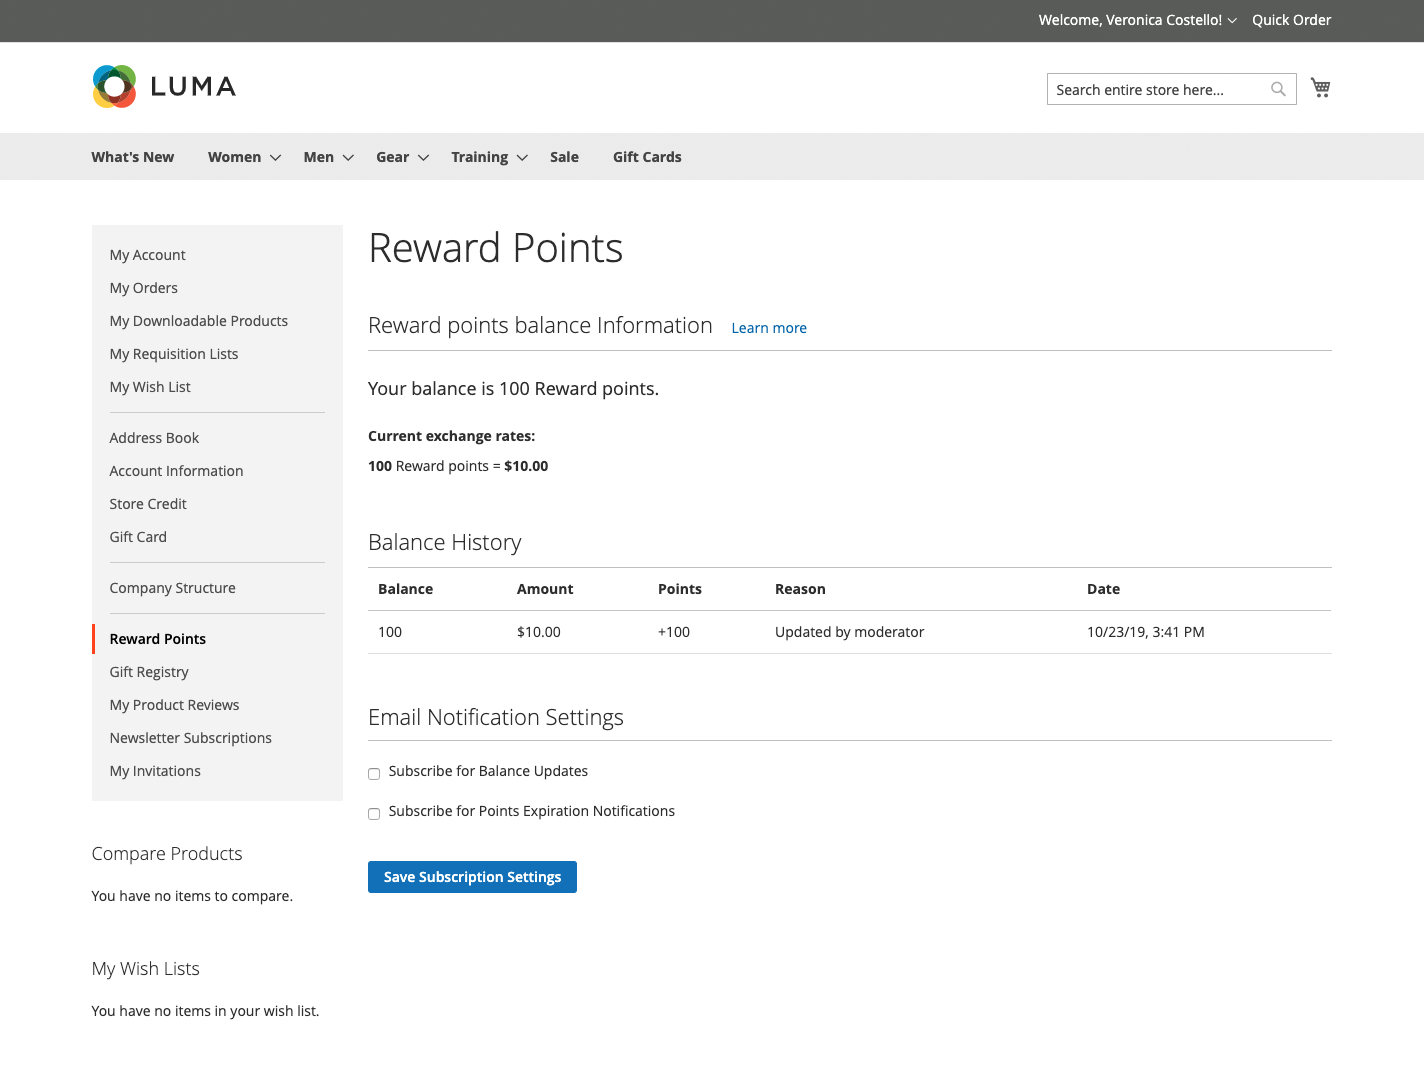 Welcome, Veronica Costello! Quick Order
LUMA
Search entire store here...
What's New Women Men Gear Training Sale Gift Cards
My Account
My Orders
My Downloadable Products
My Requisition Lists
My Wish List
Address Book
Account Information
Store Credit
Gift Card
Company Structure
Reward Points
Gift Registry
My Product Reviews
Newsletter Subscriptions
My Invitations
Compare Products
You have no items to compare.
My Wish Lists
You have no items in your wish list.
Reward Points
Reward points balance Information Learn more
Your balance is 100 Reward points.
Current exchange rates:
100 Reward points = $10.00
Balance History
Balance Amount Points Reason Date
100 $10.00 +100 Updated by moderator 10/23/19, 3:41 PM
Email Notification Settings
Subscribe for Balance Updates
Subscribe for Points Expiration Notifications
Save Subscription Settings